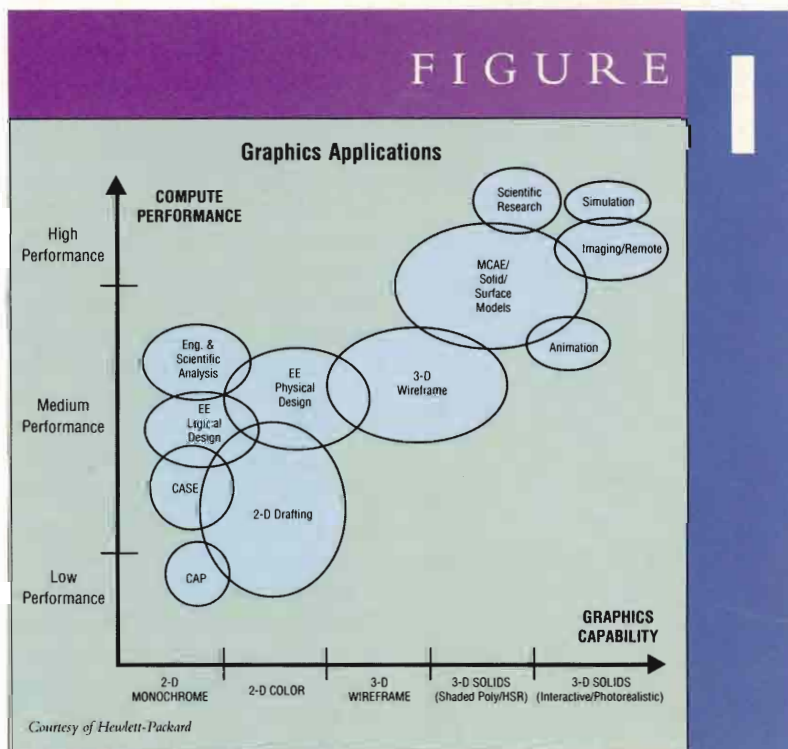 FIGURE I
Graphics Applications
COMPUTE
PERFORMANCE
High
Performance
Medium
Performance
Low
Performance
Scientific
Research
Simulation
Imaging/Remote
MCAE/
Solid/
Surface
Models
Animation
Eng. &
Scientific
Analysis
EE
Physical
Design
3-D
Wireframe
EE
Logical
Design
CASE
2-D Drafting
CAP
GRAPHICS
CAPABILITY
2-D
MONOCHROME
2-D COLOR
3-D
WIREFRAME
3-D SOLIDS
(Shaded Poly/HSR)
3-D SOLIDS
(Interactive/Photorealistic)
Courtesy of Hewlett-Packard